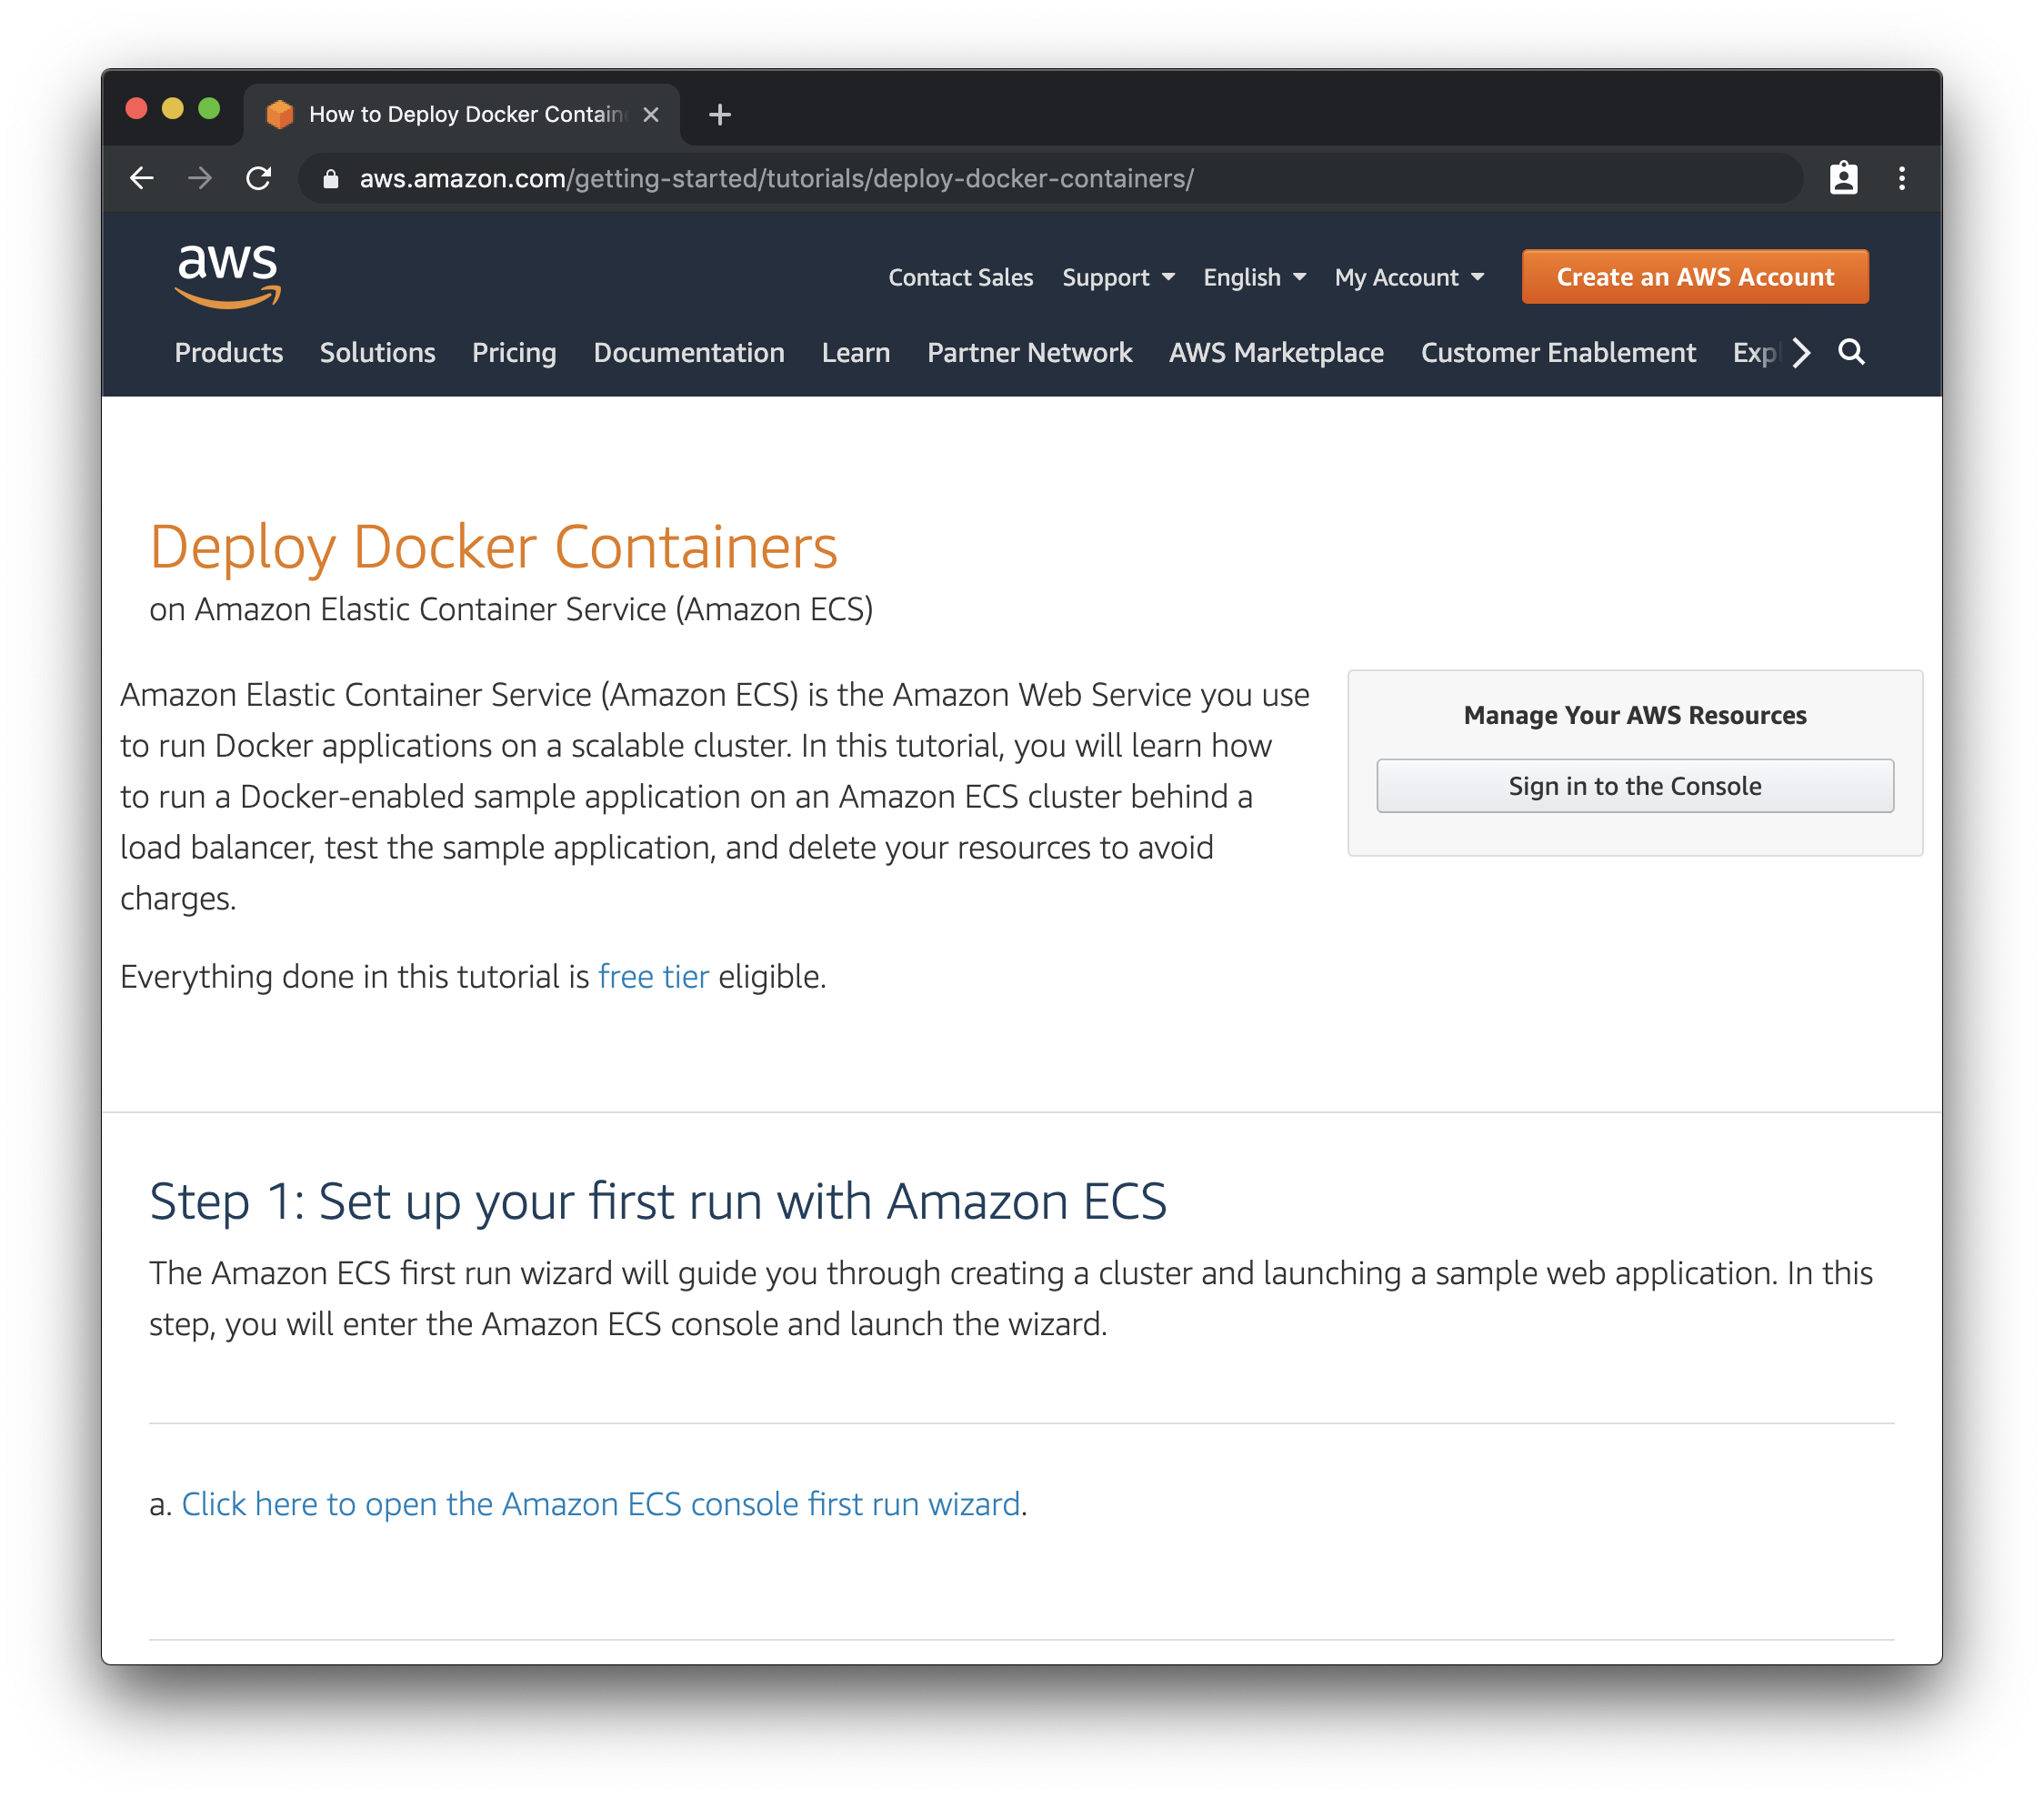 How to Deploy Docker Contain
aws.amazon.com/getting-started/tutorials/deploy-docker-containers/
aws
Contact Sales Support English My Account Create an AWS Account
Products Solutions Pricing Documentation Learn Partner Network AWS Marketplace Customer Enablement Expl
Deploy Docker Containers
on Amazon Elastic Container Service (Amazon ECS)
Amazon Elastic Container Service (Amazon ECS) is the Amazon Web Service you use
to run Docker applications on a scalable cluster. In this tutorial, you will learn how
to run a Docker-enabled sample application on an Amazon ECS cluster behind a
load balancer, test the sample application, and delete your resources to avoid
charges.
Everything done in this tutorial is free tier eligible.
Manage Your AWS Resources
Sign in to the Console
Step 1: Set up your first run with Amazon ECS
The Amazon ECS first run wizard will guide you through creating a cluster and launching a sample web application. In this
step, you will enter the Amazon ECS console and launch the wizard.
a. Click here to open the Amazon ECS console first run wizard.